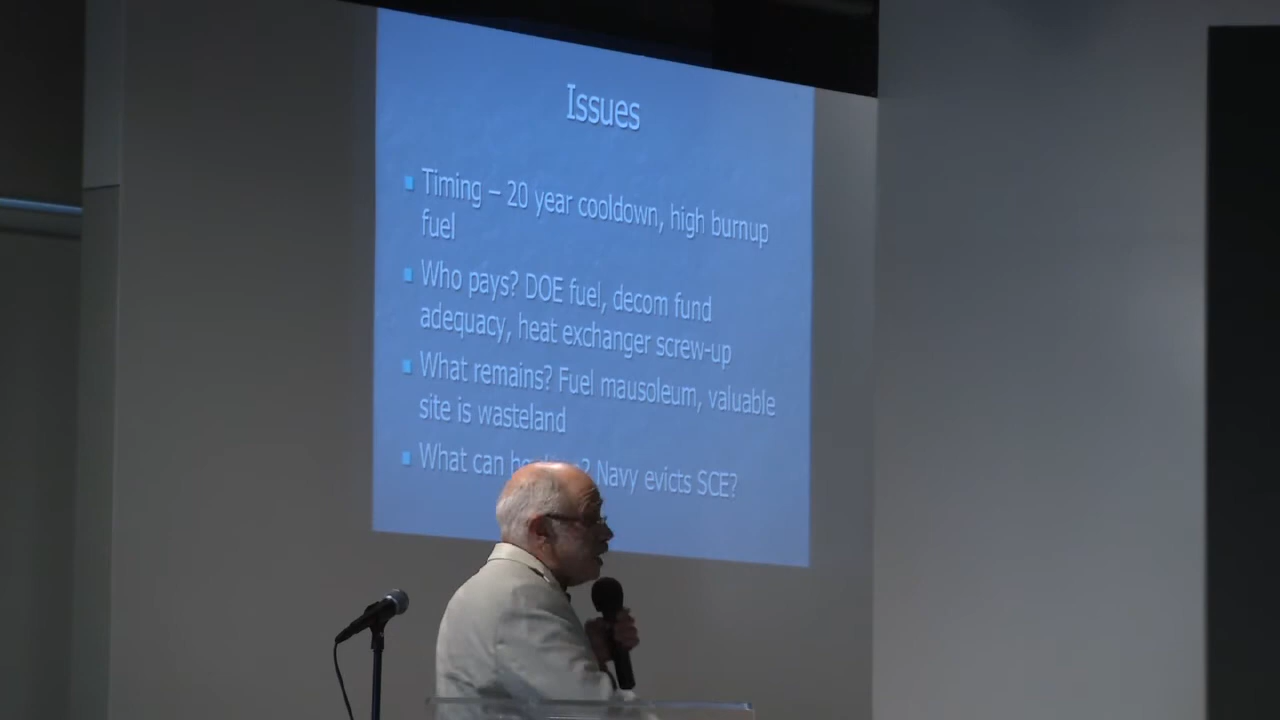 Issues
Timing – 20 year cooldown, high burnup
fuel
Who pays? DOE fuel, decom fund
adequacy, heat exchanger screw-up
What remains? Fuel mausoleum, valuable
site is wasteland
What can Navy evicts SCE?